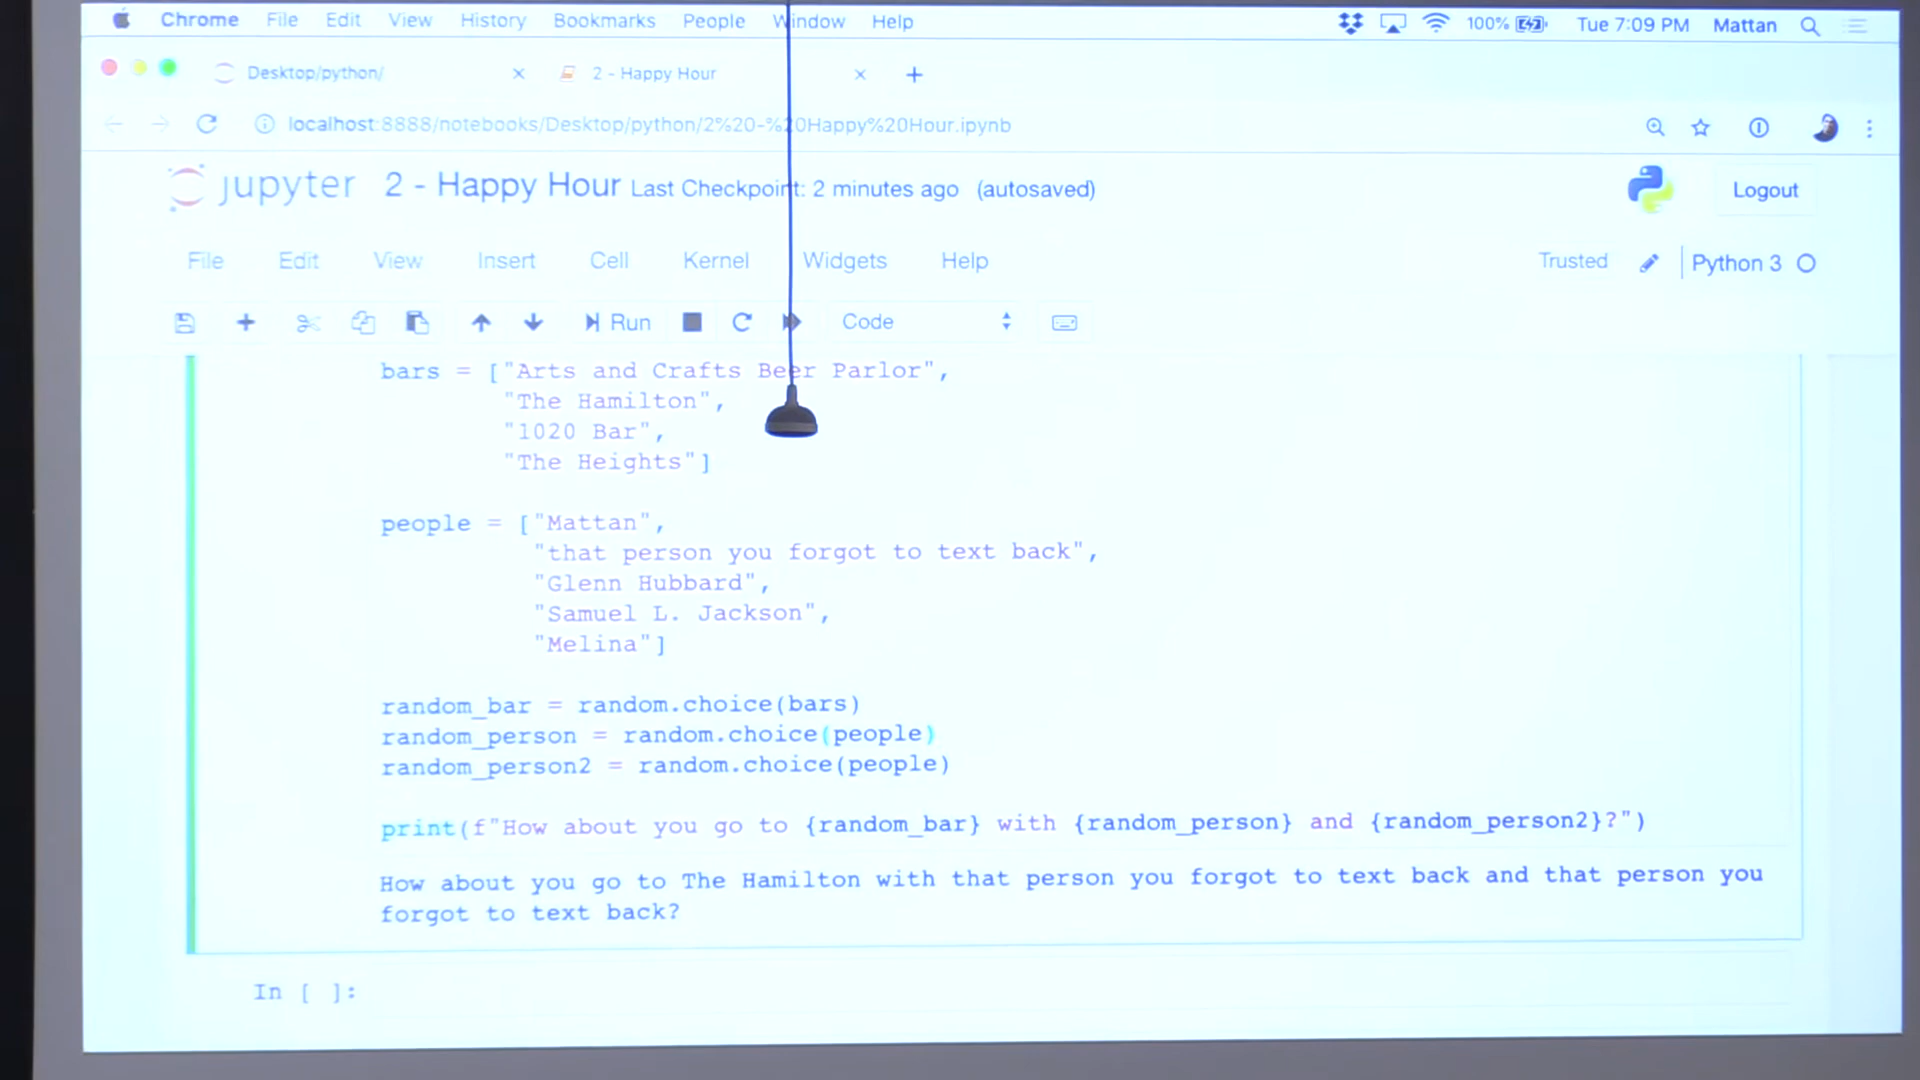 Chrome File Edit View History Bookmarks People Window Help 100% Tue 7:09 PM Mattan
Desktop/python/ 2 - Happy Hour
localhost:8888/notebooks/Desktop/python/2%20-%20Happy%20Hour.ipynb
jupyter 2 - Happy Hour Last Checkpoint: 2 minutes ago (autosaved) Logout
File Edit View Insert Cell Kernel Widgets Help Trusted Python 3
Run Code
bars = ["Arts and Crafts Beer Parlor",
"The Hamilton",
"1020 Bar",
"The Heights"]
people = ["Mattan",
"that person you forgot to text back",
"Glenn Hubbard",
"Samuel L. Jackson",
"Melina"]
random_bar = random.choice(bars)
random_person = random.choice(people)
random_person2 = random.choice(people)
print(f"How about you go to {random_bar} with {random_person} and {random_person2}?")
How about you go to The Hamilton with that person you forgot to text back and that person you
forgot to text back?
In [ ]: